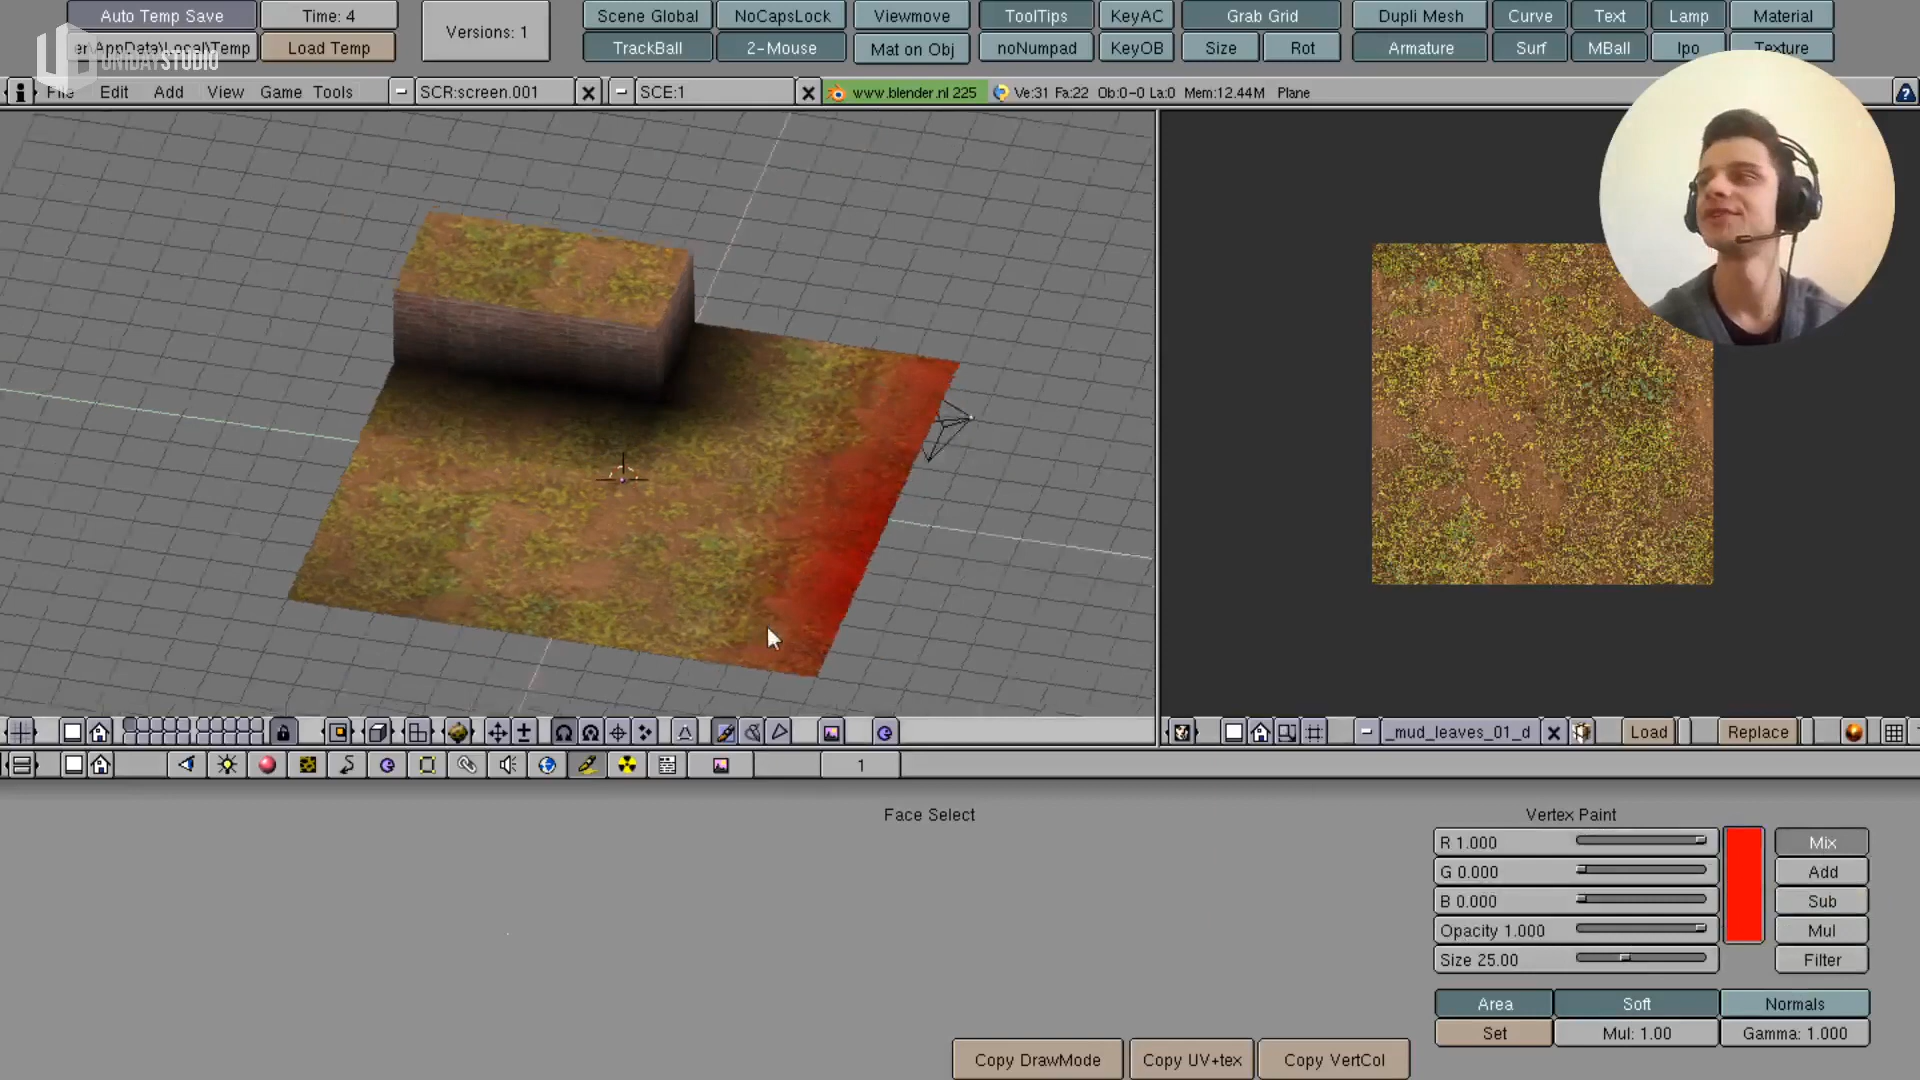 Auto Temp Save Time: 4 Versions: 1 Scene Global NoCapsLock Viewmove ToolTips KeyAC Grab Grid Dupli Mesh Curve Text Lamp Material
er\AppData\Local\Temp Load Temp TrackBall 2-Mouse Mat on Obj noNumpad KeyOB Size Rot Armature Surf MBall Ipo Texture
UNIDAYSTUDIO
File Edit Add View Game Tools SCR:screen.001 SCE:1 www.blender.nl 225 Ve:31 Fa:22 Ob:0-0 La:0 Mem:12.44M Plane
_mud_leaves_01_d Load Replace
1
Face Select
Vertex Paint
R 1.000 Mix
G 0.000 Add
B 0.000 Sub
Opacity 1.000 Mul
Size 25.00 Filter
Area Soft Normals
Set Mul: 1.00 Gamma: 1.000
Copy DrawMode Copy UV+tex Copy VertCol